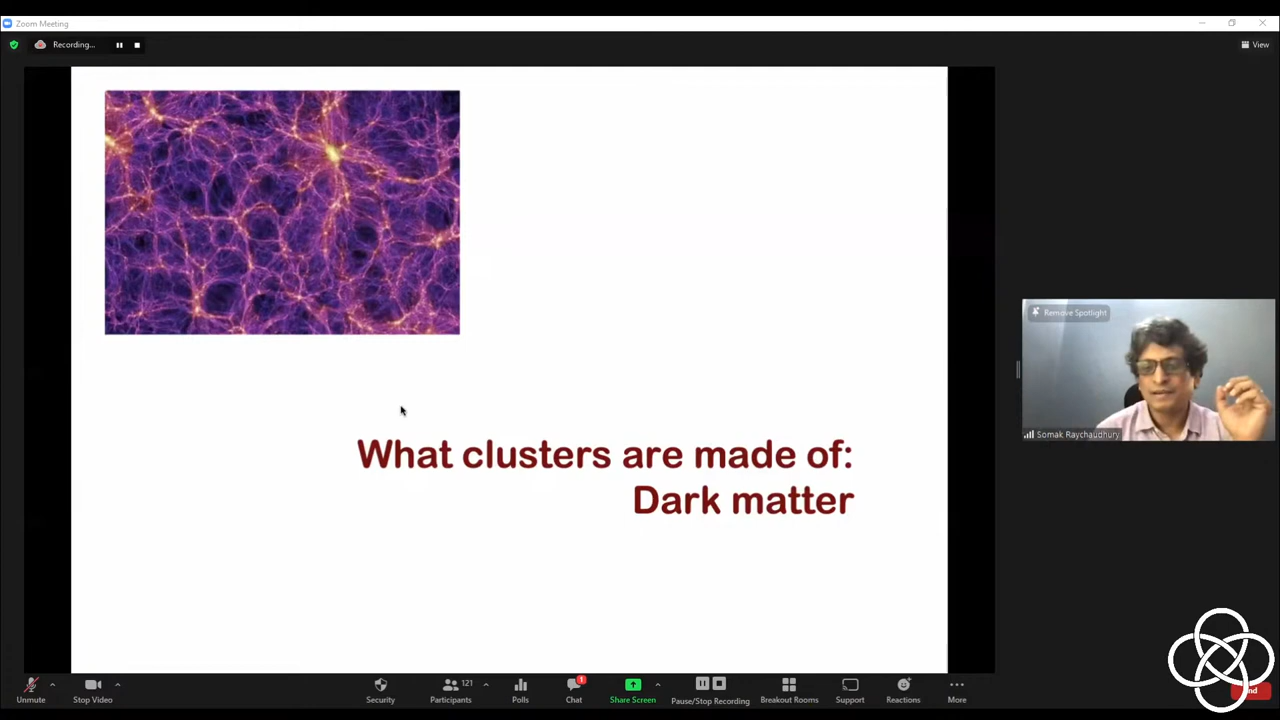 Zoom Meeting
Recording...
View
What clusters are made of:
Dark matter
Remove Spotlight
Somak Raychaudhury
Unmute
Stop Video
Security
121
Participants
Polls
1
Chat
Share Screen
Pause/Stop Recording
Breakout Rooms
Support
Reactions
More